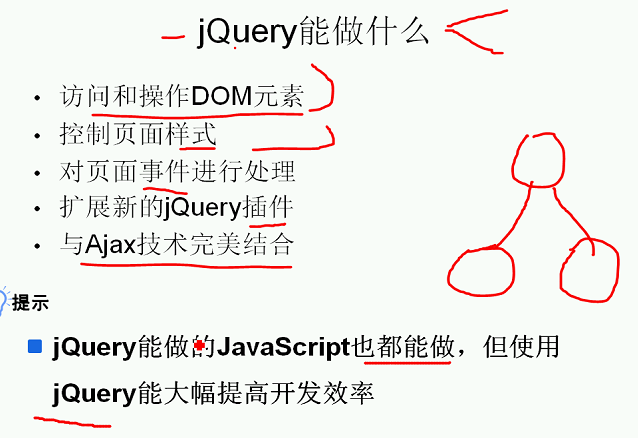 jQuery能做什么
• 访问和操作DOM元素
• 控制页面样式
• 对页面事件进行处理
• 扩展新的jQuery插件
• 与Ajax技术完美结合
提示
jQuery能做的JavaScript也都能做，但使用
jQuery能大幅提高开发效率